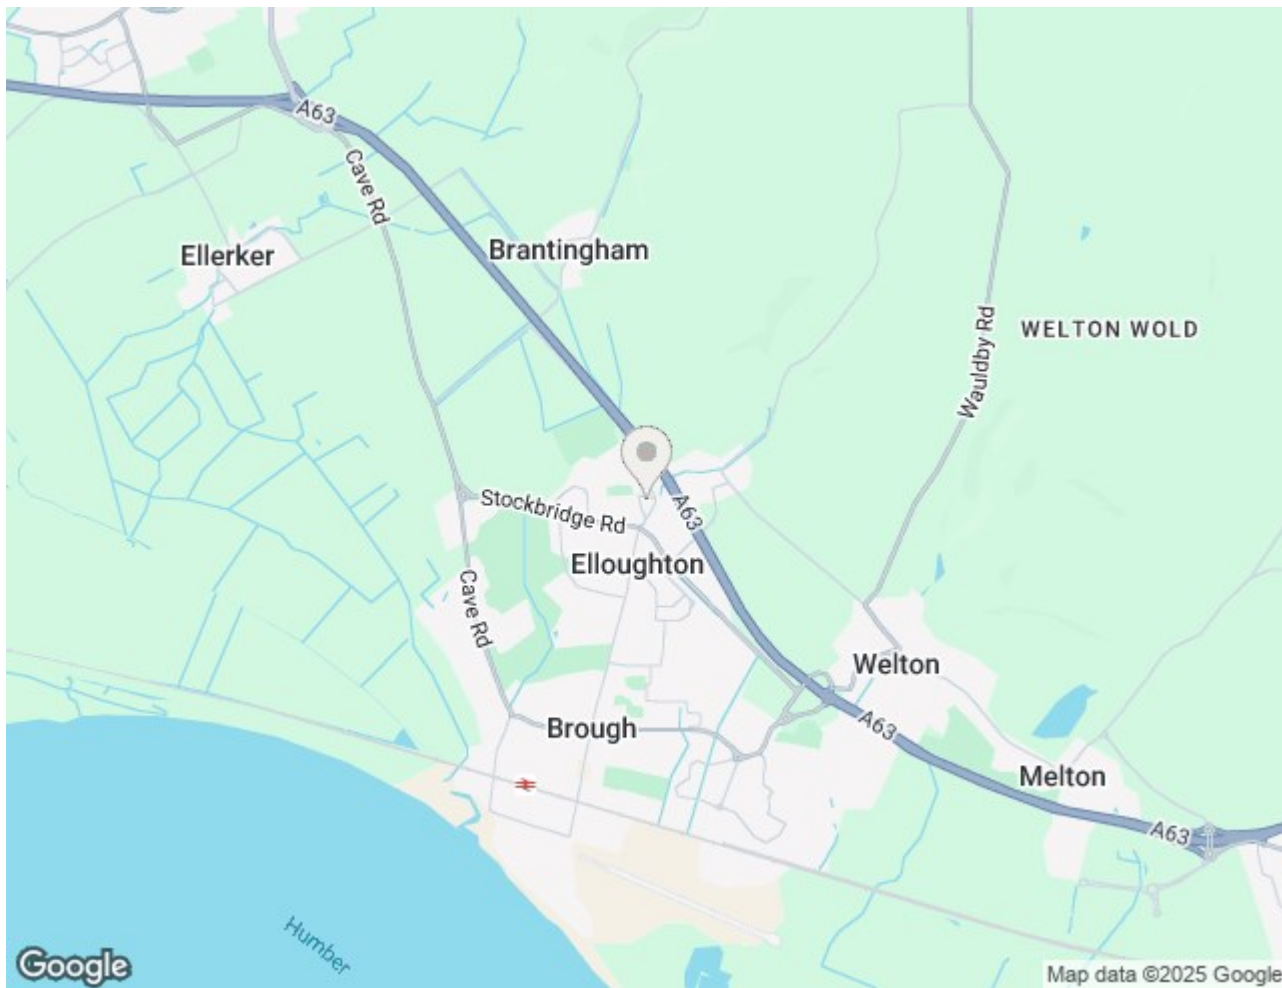 A63
Cave Rd
Ellerker
Brantingham
WELTON WOLD
Wauldby Rd
Stockbridge Rd
A63
Elloughton
Cave Rd
Welton
Brough
A63
Melton
A63
Humber
Google
Map data ©2025 Google